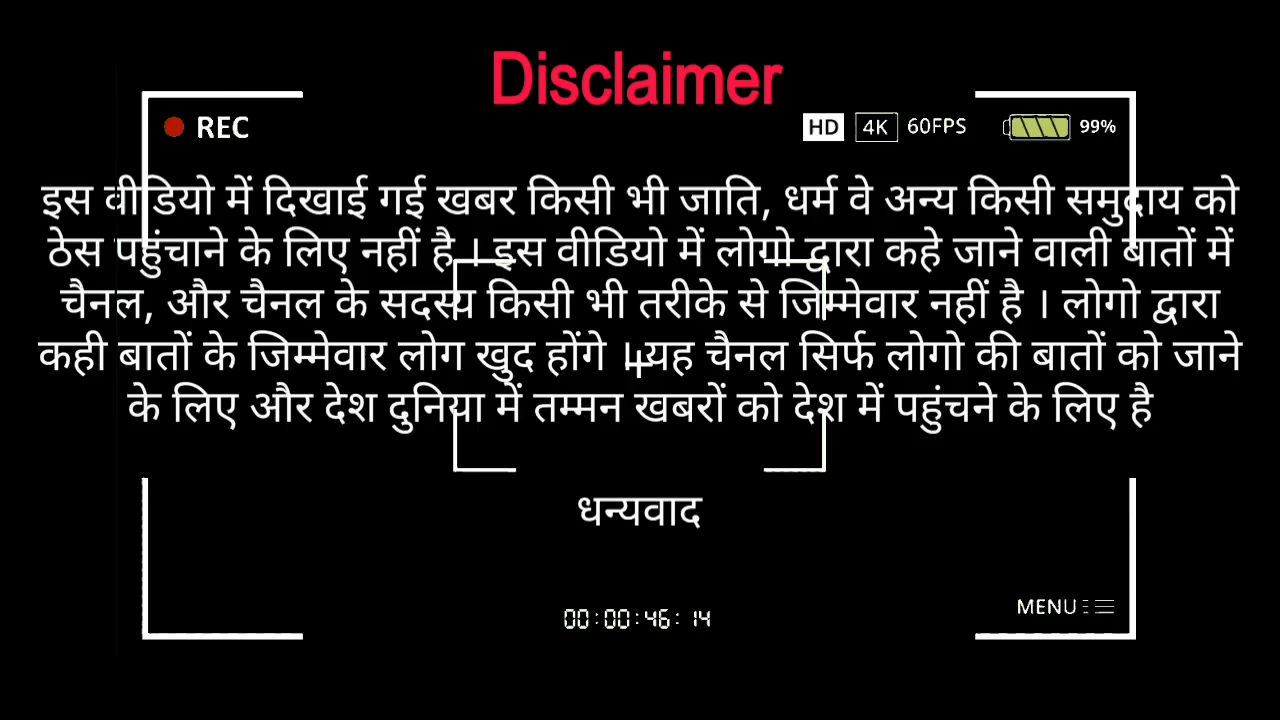 Disclaimer
REC
HD 4K 60FPS 99%
इस वीडियो में दिखाई गई खबर किसी भी जाति, धर्म वे अन्य किसी समुदाय को
ठेस पहुंचाने के लिए नहीं है । इस वीडियो में लोगो द्वारा कहे जाने वाली बातों में
चैनल, और चैनल के सदस्य किसी भी तरीके से जिम्मेवार नहीं है । लोगो द्वारा
कही बातों के जिम्मेवार लोग खुद होंगे । यह चैनल सिर्फ लोगो की बातों को जाने
के लिए और देश दुनिया में तम्मन खबरों को देश में पहुंचने के लिए है
धन्यवाद
MENU
00:00:46:14